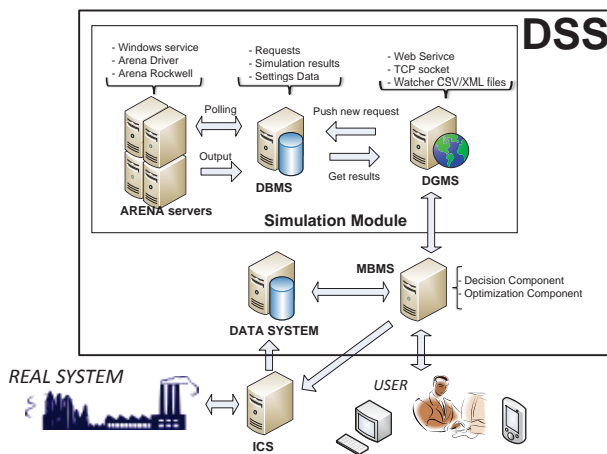 DSS
- Windows service
- Arena Driver
- Arena Rockwell
- Requests
- Simulation results
- Settings Data
- Web Serivce
- TCP socket
- Watcher CSV/XML files
Polling
Push new request
Output
Get results
ARENA servers
DBMS
DGMS
Simulation Module
MBMS
- Decision Component
- Optimization Component
DATA SYSTEM
REAL SYSTEM
USER
ICS